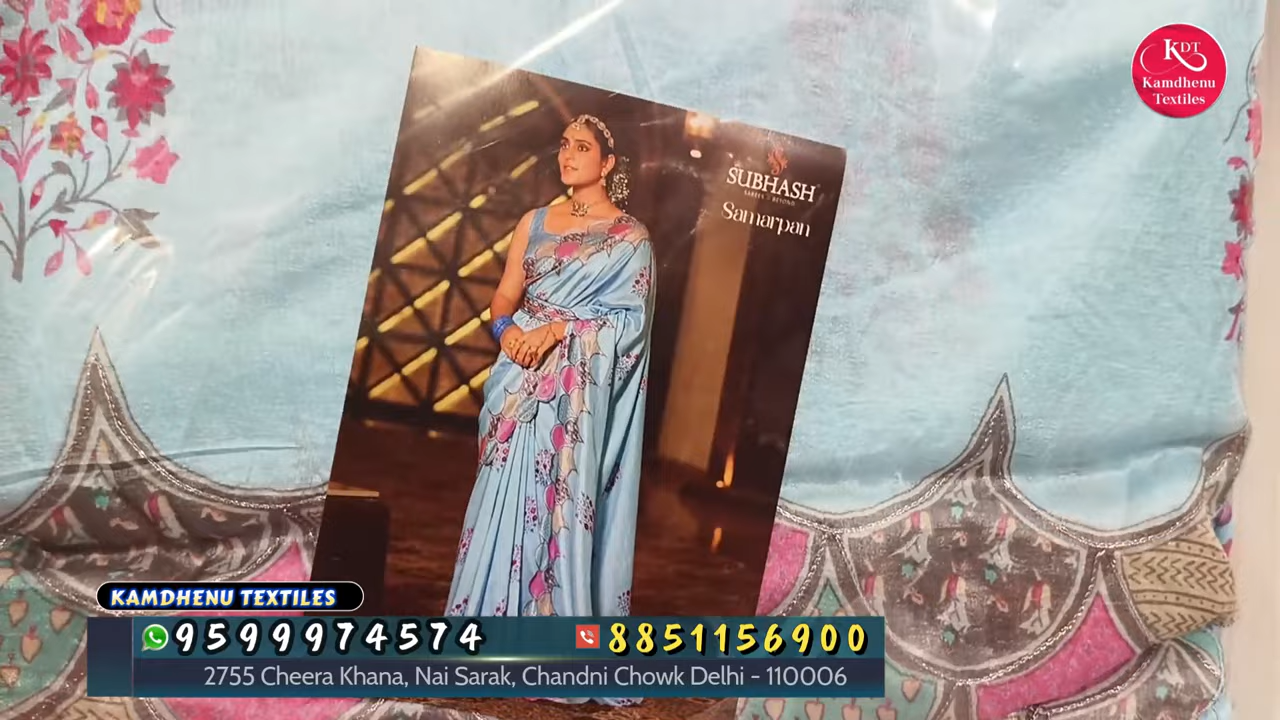 KDT
Kamdhenu
Textiles
SUBHASH
SAREES & BEYOND
Samarpan
KAMDHENU TEXTILES
9599974574
8851156900
2755 Cheera Khana, Nai Sarak, Chandni Chowk Delhi - 110006